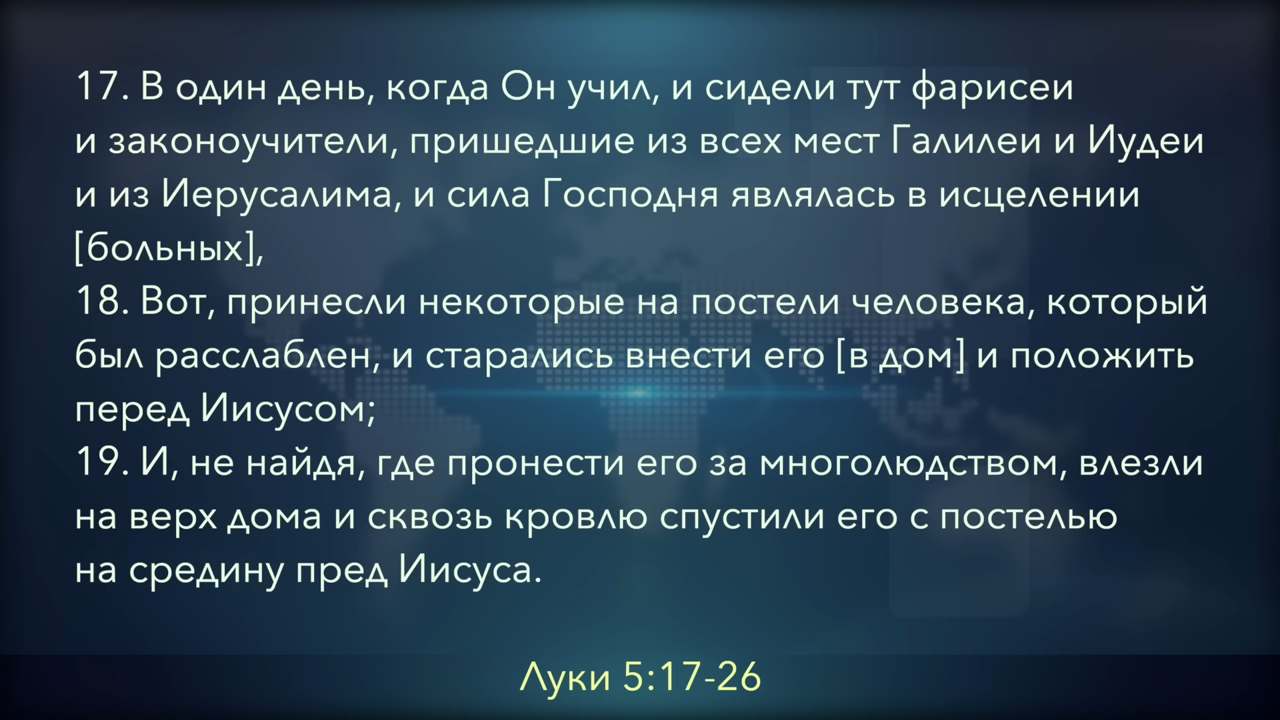 17. В один день, когда Он учил, и сидели тут фарисеи
и законоучители, пришедшие из всех мест Галилеи и Иудеи
и из Иерусалима, и сила Господня являлась в исцелении
[больных],
18. Вот, принесли некоторые на постели человека, который
был расслаблен, и старались внести его [в дом] и положить
перед Иисусом;
19. И, не найдя, где пронести его за многолюдством, влезли
на верх дома и сквозь кровлю спустили его с постелью
на средину пред Иисуса.
Луки 5:17-26